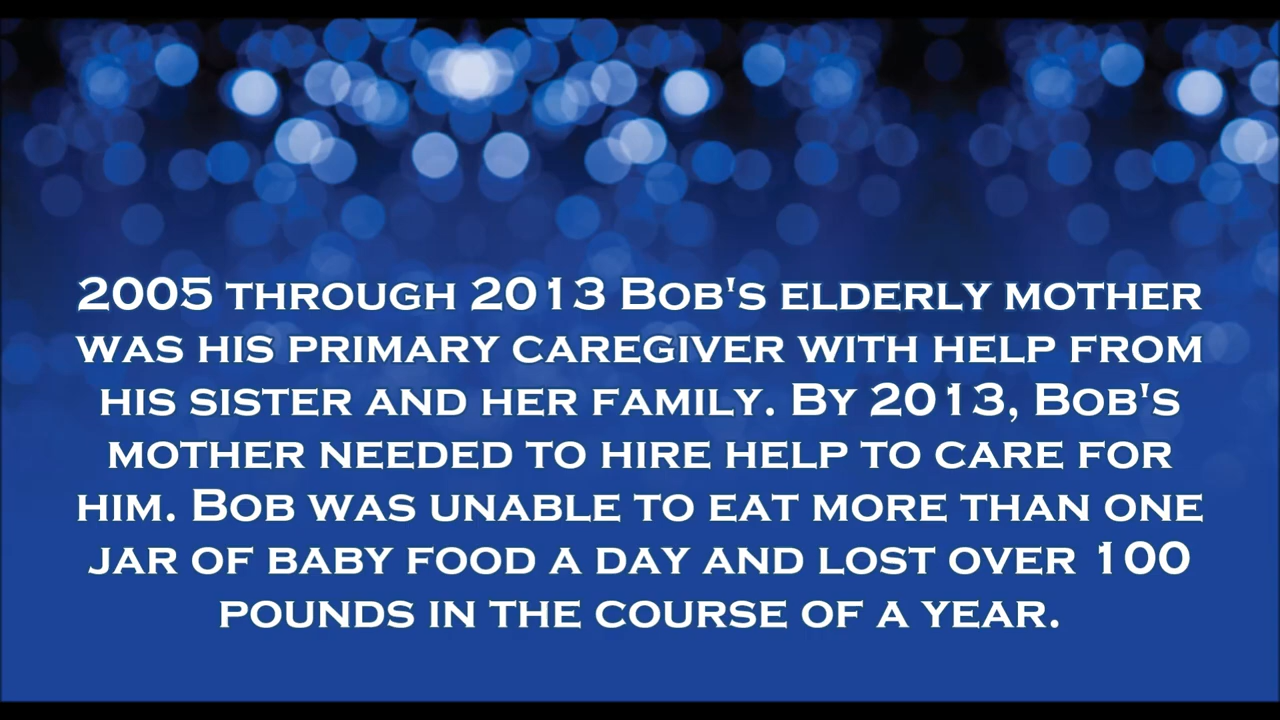 2005 through 2013 Bob's elderly mother
was his primary caregiver with help from
his sister and her family. By 2013, Bob's
mother needed to hire help to care for
him. Bob was unable to eat more than one
jar of baby food a day and lost over 100
pounds in the course of a year.